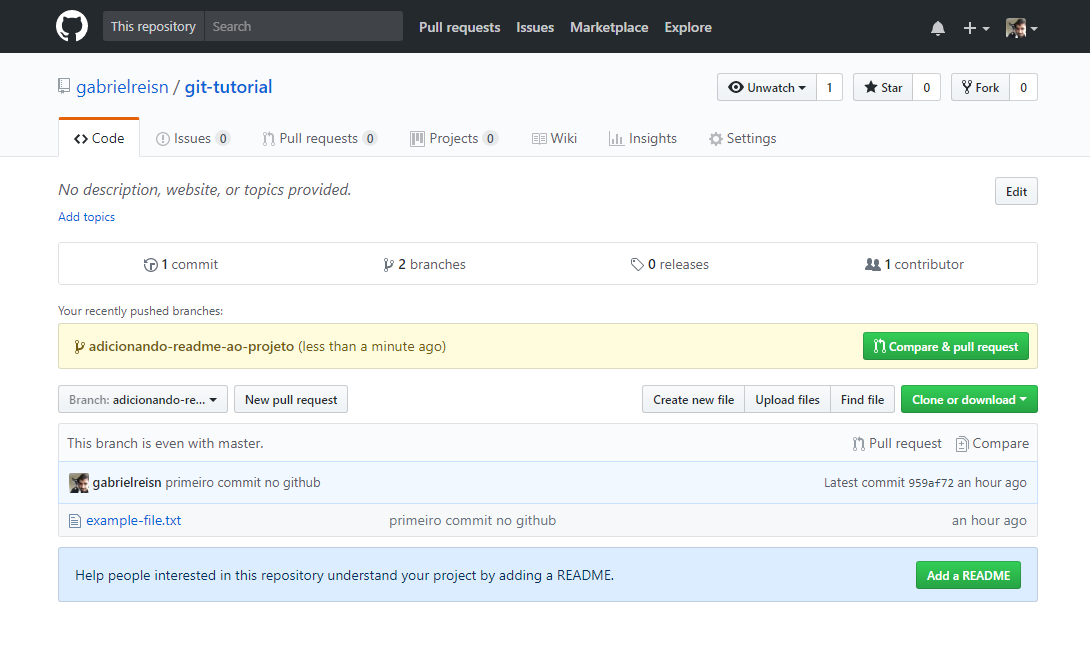 This repository Search Pull requests Issues Marketplace Explore
gabrielreisn / git-tutorial Unwatch 1 Star 0 Fork 0
Code Issues 0 Pull requests 0 Projects 0 Wiki Insights Settings
No description, website, or topics provided. Edit
Add topics
1 commit 2 branches 0 releases 1 contributor
Your recently pushed branches:
adicionando-readme-ao-projeto (less than a minute ago) Compare & pull request
Branch: adicionando-re... New pull request Create new file Upload files Find file Clone or download
This branch is even with master. Pull request Compare
gabrielreisn primeiro commit no github Latest commit 959af72 an hour ago
example-file.txt primeiro commit no github an hour ago
Help people interested in this repository understand your project by adding a README. Add a README